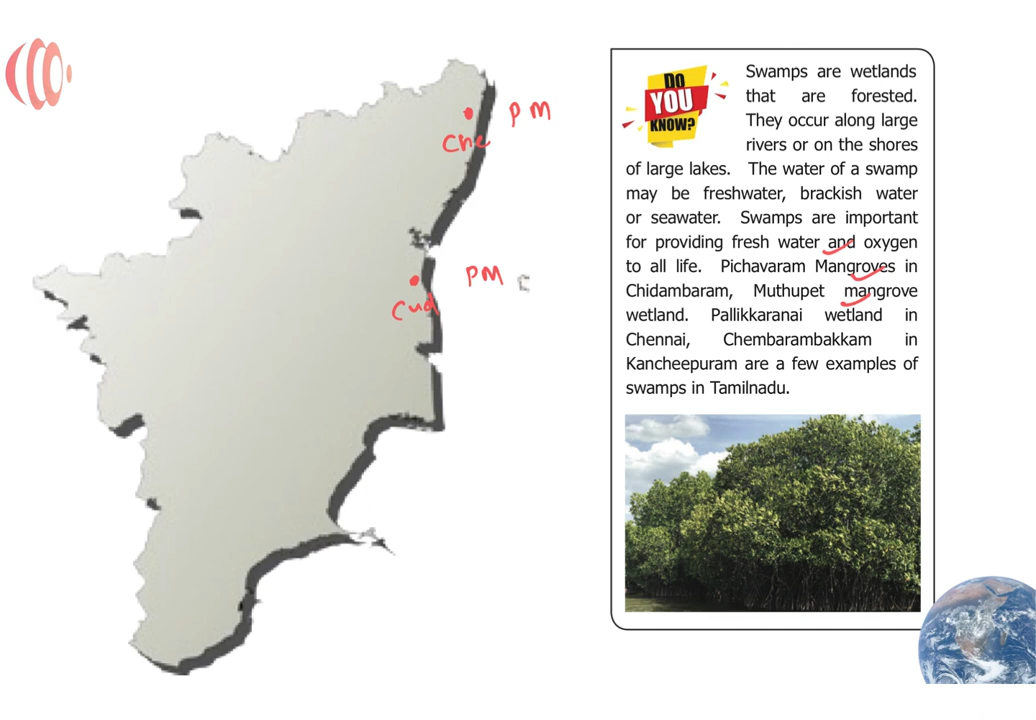 Che
P M
PM
Cud
DO
YOU
KNOW?
Swamps are wetlands
that are forested.
They occur along large
rivers or on the shores
of large lakes. The water of a swamp
may be freshwater, brackish water
or seawater. Swamps are important
for providing fresh water and oxygen
to all life. Pichavaram Mangroves in
Chidambaram, Muthupet mangrove
wetland. Pallikkaranai wetland in
Chennai, Chembarambakkam in
Kancheepuram are a few examples of
swamps in Tamilnadu.